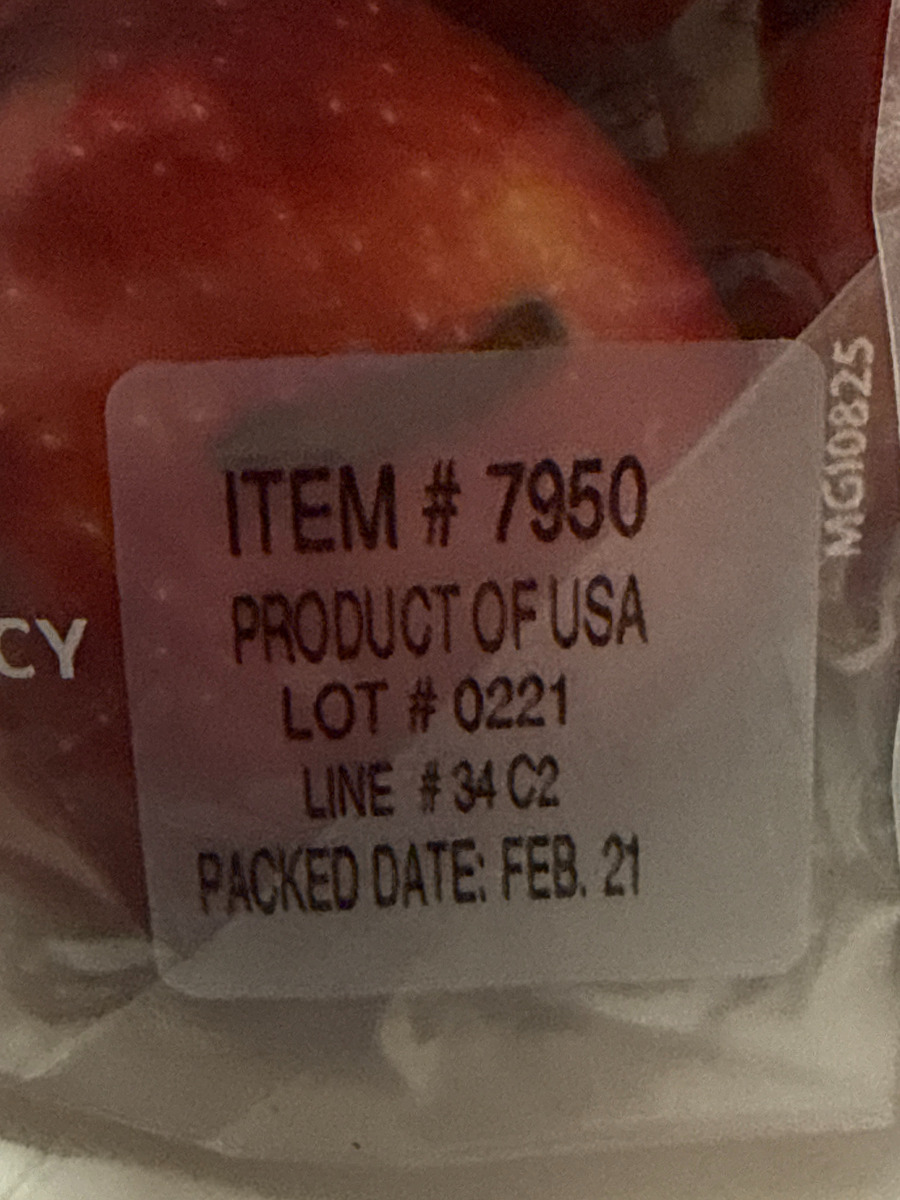 ITEM # 7950
PRODUCT OF USA
LOT # 0221
LINE # 34 C2
PACKED DATE: FEB. 21
CY
MG10825